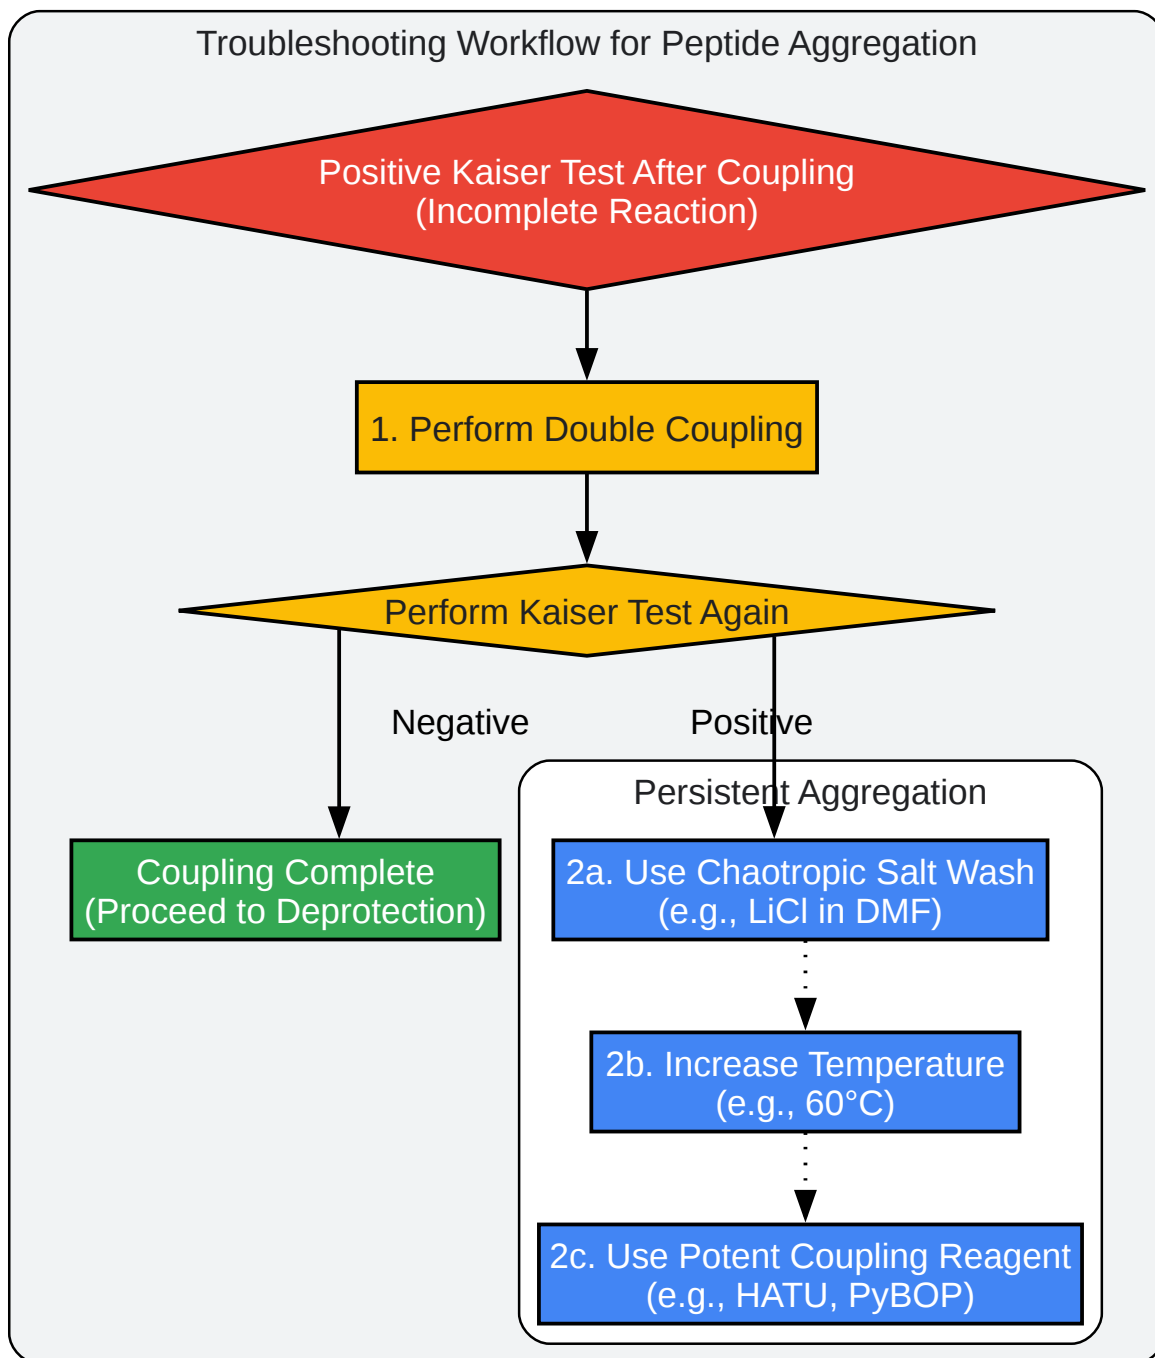 Troubleshooting Workflow for Peptide Aggregation
Positive Kaiser Test After Coupling
(Incomplete Reaction)
1. Perform Double Coupling
Perform Kaiser Test Again
Negative
Positive
Persistent Aggregation
Coupling Complete
(Proceed to Deprotection)
2a. Use Chaotropic Salt Wash
(e.g., LiCl in DMF)
2b. Increase Temperature
(e.g., 60°C)
2c. Use Potent Coupling Reagent
(e.g., HATU, PyBOP)